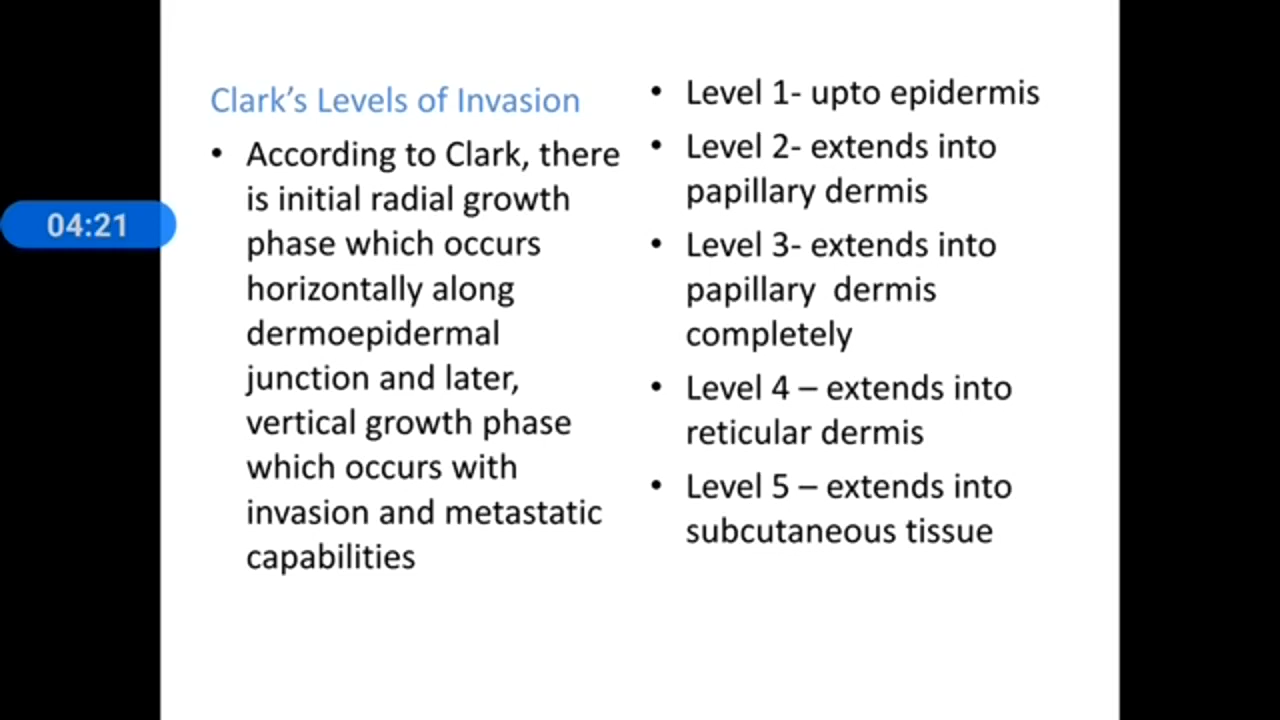 Clark's Levels of Invasion
• According to Clark, there
is initial radial growth
phase which occurs
horizontally along
dermoepidermal
junction and later,
vertical growth phase
which occurs with
invasion and metastatic
capabilities
• Level 1- upto epidermis
• Level 2- extends into
papillary dermis
• Level 3- extends into
papillary  dermis
completely
• Level 4 – extends into
reticular dermis
• Level 5 – extends into
subcutaneous tissue
04:21